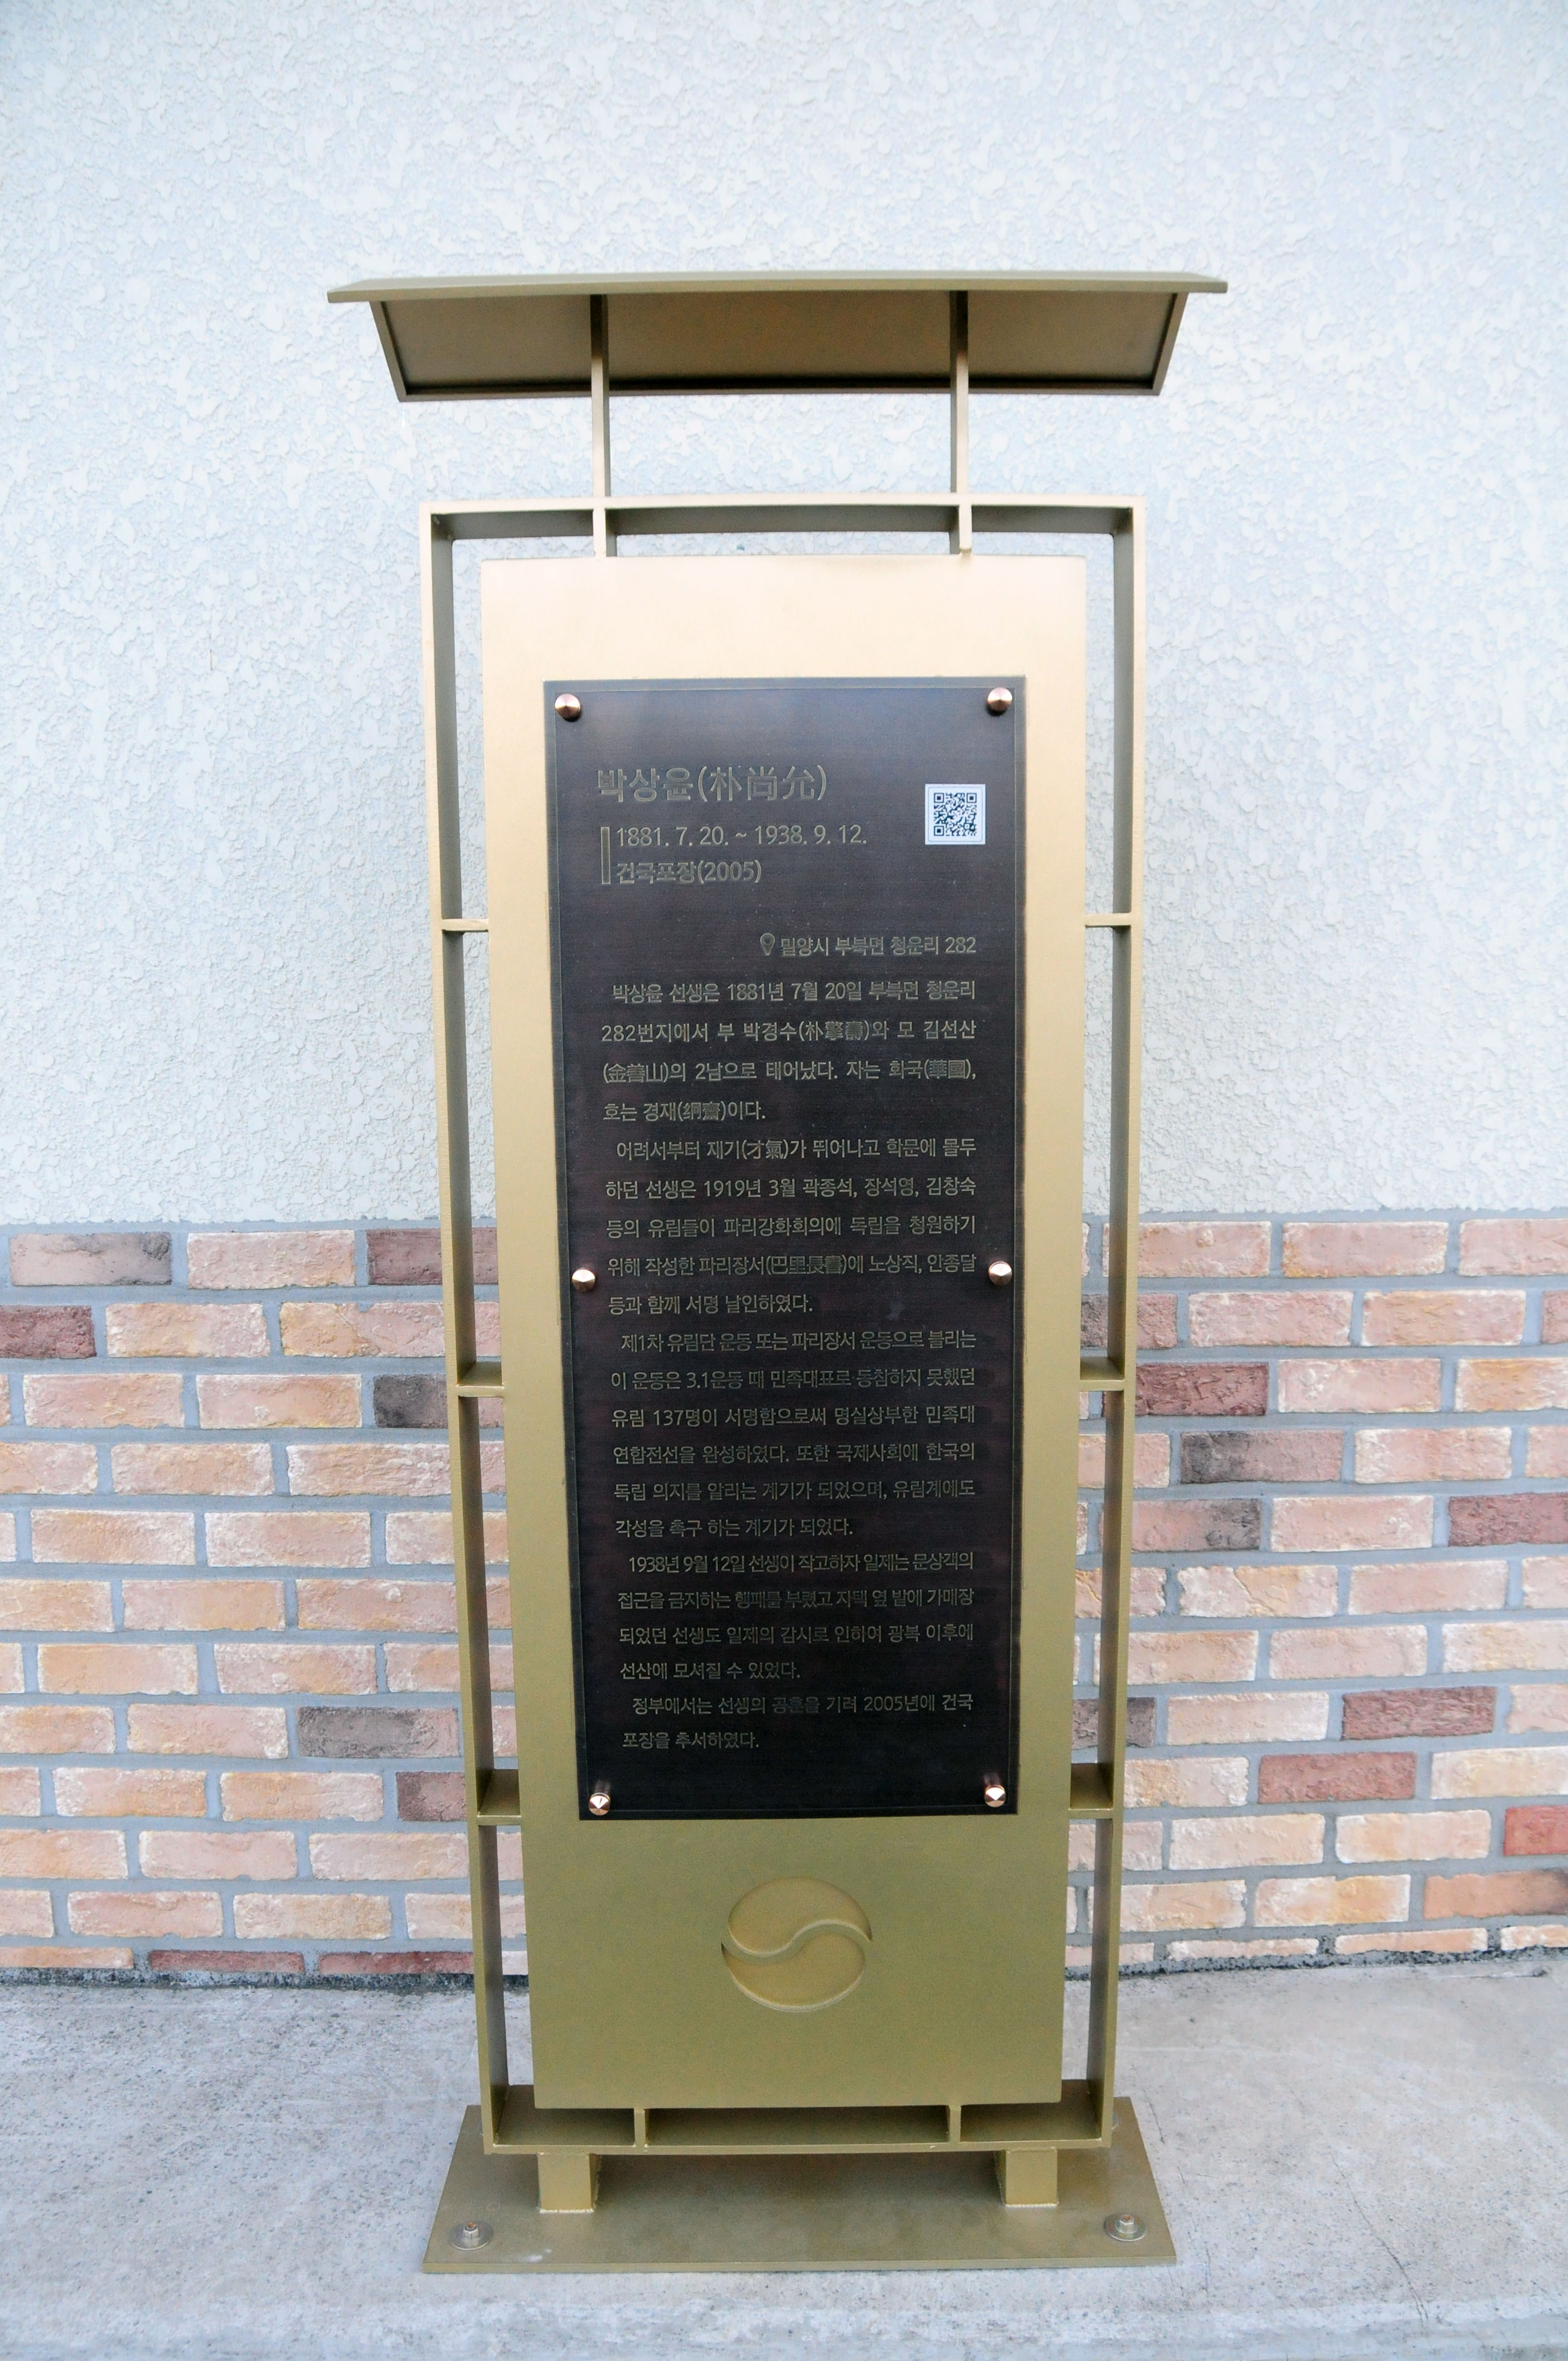 박상윤(朴尚允)
1881. 7. 20. ~ 1938. 9. 12.
건국포장(2005)
밀양시 부북면 청운리 282
박상윤 선생은 1881년 7월 20일 부북면 청운리
282번지에서 부 박경수(朴擎壽)와 모 김선산
(金善山)의 2남으로 태어났다. 자는 화국(華國),
호는 경재(絅齋)이다.
어려서부터 재기(才氣)가 뛰어나고 학문에 몰두
하던 선생은 1919년 3월 곽종석, 장석영, 김창숙
등의 유림들이 파리강화회의에 독립을 청원하기
위해 작성한 파리장서(巴里長書)에 노상직, 안종달
등과 함께 서명 날인하였다.
제1차 유림단 운동 또는 파리장서 운동으로 불리는
이 운동은 3.1운동 때 민족대표로 동참하지 못했던
유림 137명이 서명함으로써 명실상부한 민족대
연합전선을 완성하였다. 또한 국제사회에 한국의
독립 의지를 알리는 계기가 되었으며, 유림계에도
각성을 촉구 하는 계기가 되었다.
1938년 9월 12일 선생이 작고하자 일제는 문상객의
접근을 금지하는 행패를 부렸고 자택 옆 밭에 가매장
되었던 선생도 일제의 감시로 인하여 광복 이후에
선산에 모셔질 수 있었다.
정부에서는 선생의 공훈을 기려 2005년에 건국
포장을 추서하였다.